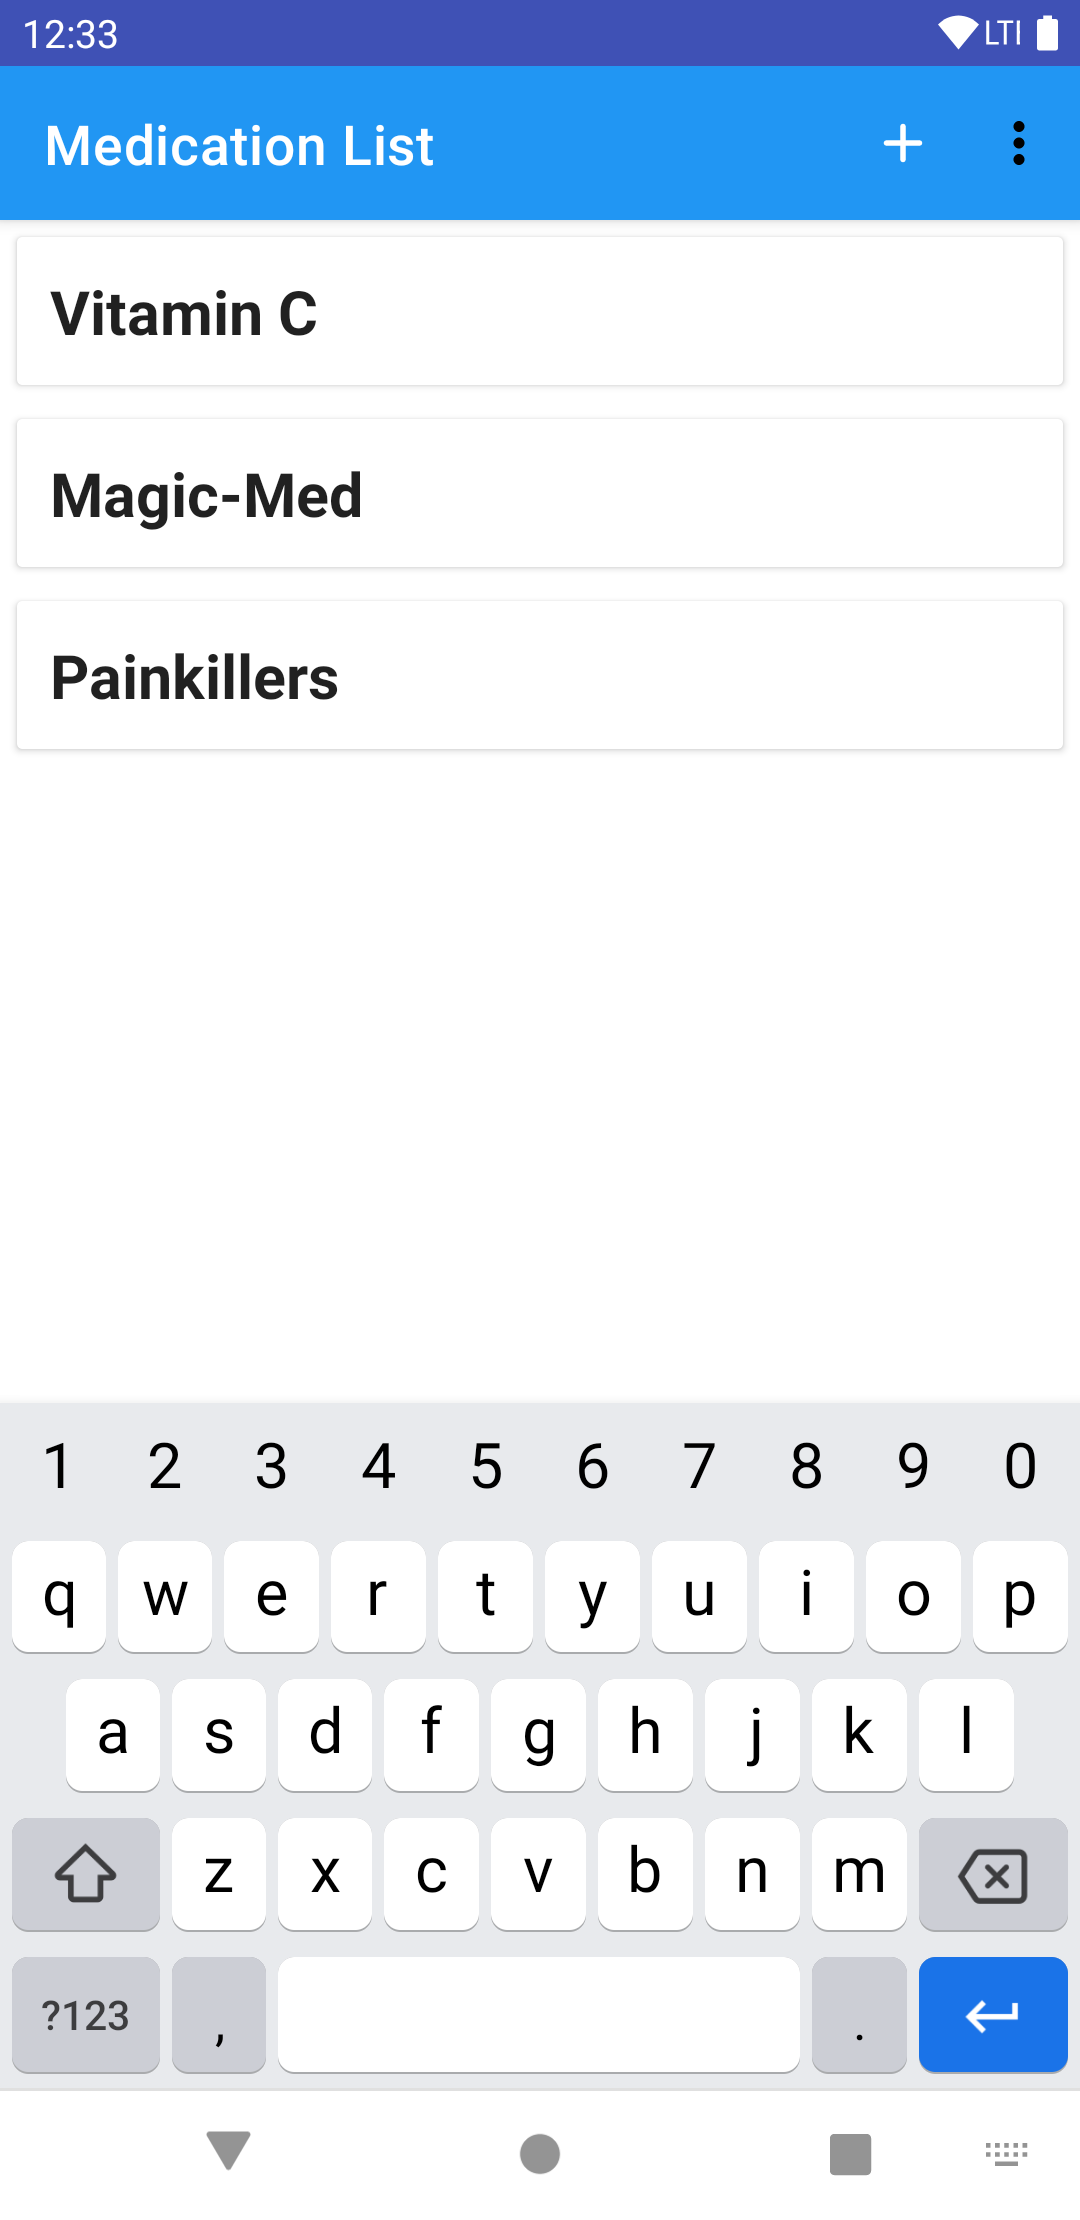 12:33 LTI
Medication List
Vitamin C
Magic-Med
Painkillers
1 2 3 4 5 6 7 8 9 0
q w e r t y u i o p
a s d f g h j k l
z x c v b n m
?123 , .